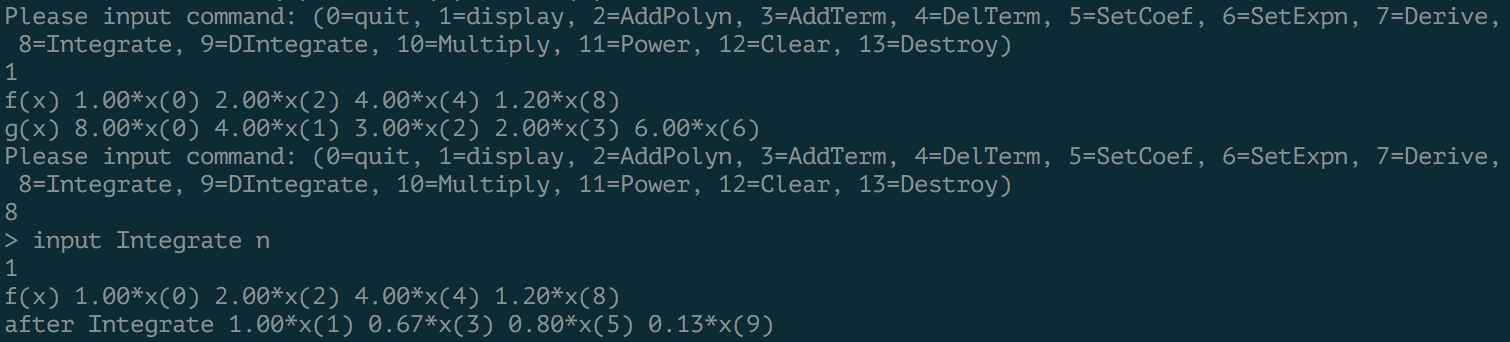 Please input command: (0=quit, 1=display, 2=AddPolyn, 3=AddTerm, 4=DelTerm, 5=SetCoef, 6=SetExpn, 7=Derive,
8=Integrate, 9=DIntegrate, 10=Multiply, 11=Power, 12=Clear, 13=Destroy)
1
f(x) 1.00*x(0) 2.00*x(2) 4.00*x(4) 1.20*x(8)
g(x) 8.00*x(0) 4.00*x(1) 3.00*x(2) 2.00*x(3) 6.00*x(6)
Please input command: (0=quit, 1=display, 2=AddPolyn, 3=AddTerm, 4=DelTerm, 5=SetCoef, 6=SetExpn, 7=Derive,
8=Integrate, 9=DIntegrate, 10=Multiply, 11=Power, 12=Clear, 13=Destroy)
8
> input Integrate n
1
f(x) 1.00*x(0) 2.00*x(2) 4.00*x(4) 1.20*x(8)
after Integrate 1.00*x(1) 0.67*x(3) 0.80*x(5) 0.13*x(9)